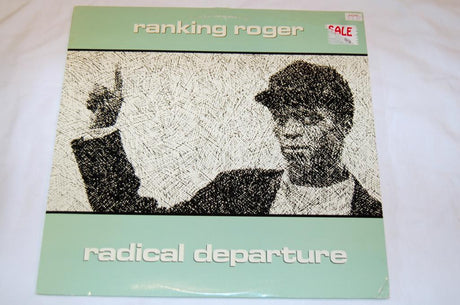 ranking roger
SALE
radical departure